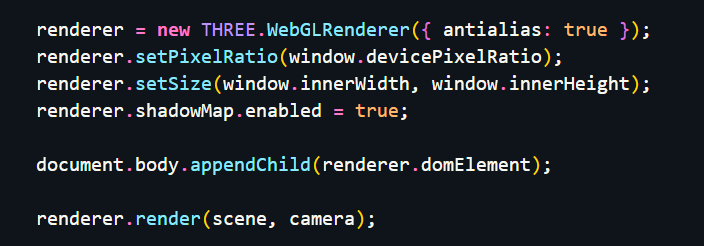 renderer = new THREE.WebGLRenderer({ antialias: true });
renderer.setPixelRatio(window.devicePixelRatio);
renderer.setSize(window.innerWidth, window.innerHeight);
renderer.shadowMap.enabled = true;
document.body.appendChild(renderer.domElement);
renderer.render(scene, camera);